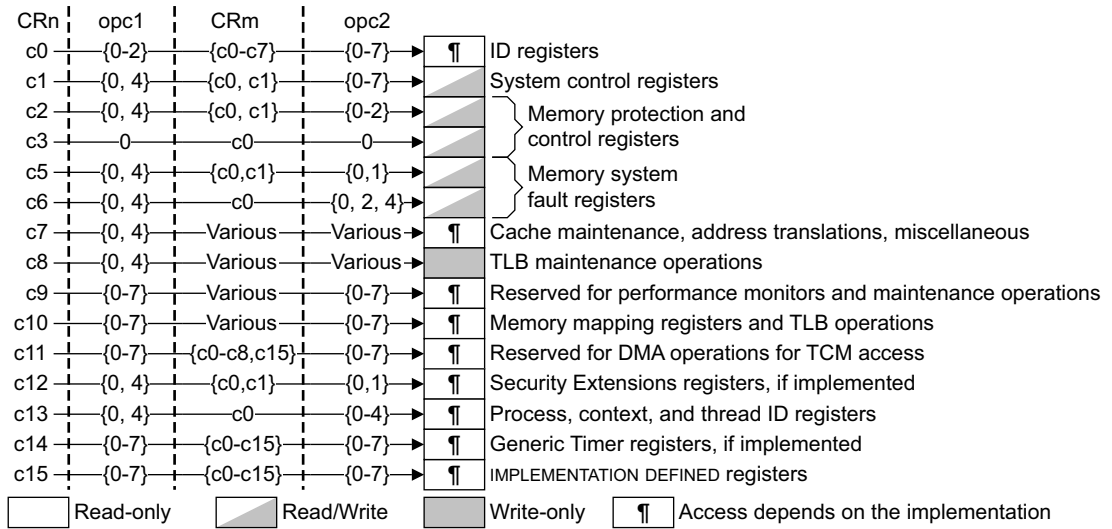 CRn opc1 CRm opc2
c0 {0-2} {c0-c7} {0-7} ¶ ID registers
c1 {0, 4} {c0, c1} {0-7} System control registers
c2 {0, 4} {c0, c1} {0-2} Memory protection and
c3 0 c0 0 control registers
c5 {0, 4} {c0,c1} {0,1} Memory system
c6 {0, 4} c0 {0, 2, 4} fault registers
c7 {0, 4} Various Various ¶ Cache maintenance, address translations, miscellaneous
c8 {0, 4} Various Various TLB maintenance operations
c9 {0-7} Various {0-7} ¶ Reserved for performance monitors and maintenance operations
c10 {0-7} Various {0-7} ¶ Memory mapping registers and TLB operations
c11 {0-7} {c0-c8,c15} {0-7} ¶ Reserved for DMA operations for TCM access
c12 {0, 4} {c0,c1} {0,1} ¶ Security Extensions registers, if implemented
c13 {0, 4} c0 {0-4} ¶ Process, context, and thread ID registers
c14 {0-7} {c0-c15} {0-7} ¶ Generic Timer registers, if implemented
c15 {0-7} {c0-c15} {0-7} ¶ IMPLEMENTATION DEFINED registers
Read-only Read/Write Write-only ¶ Access depends on the implementation